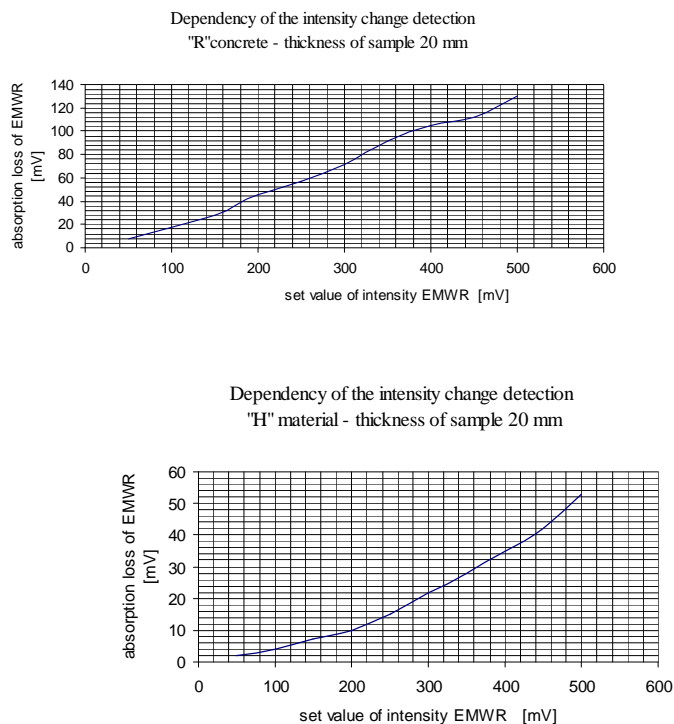 Dependency of the intensity change detection
"R"concrete - thickness of sample 20 mm
absorption loss of EMWR
[mV]
140
120
100
80
60
40
20
0
0 100 200 300 400 500 600
set value of intensity EMWR [mV]
Dependency of the intensity change detection
"H" material - thickness of sample 20 mm
absorption loss of EMWR
[mV]
60
50
40
30
20
10
0
0 100 200 300 400 500 600
set value of intensity EMWR [mV]